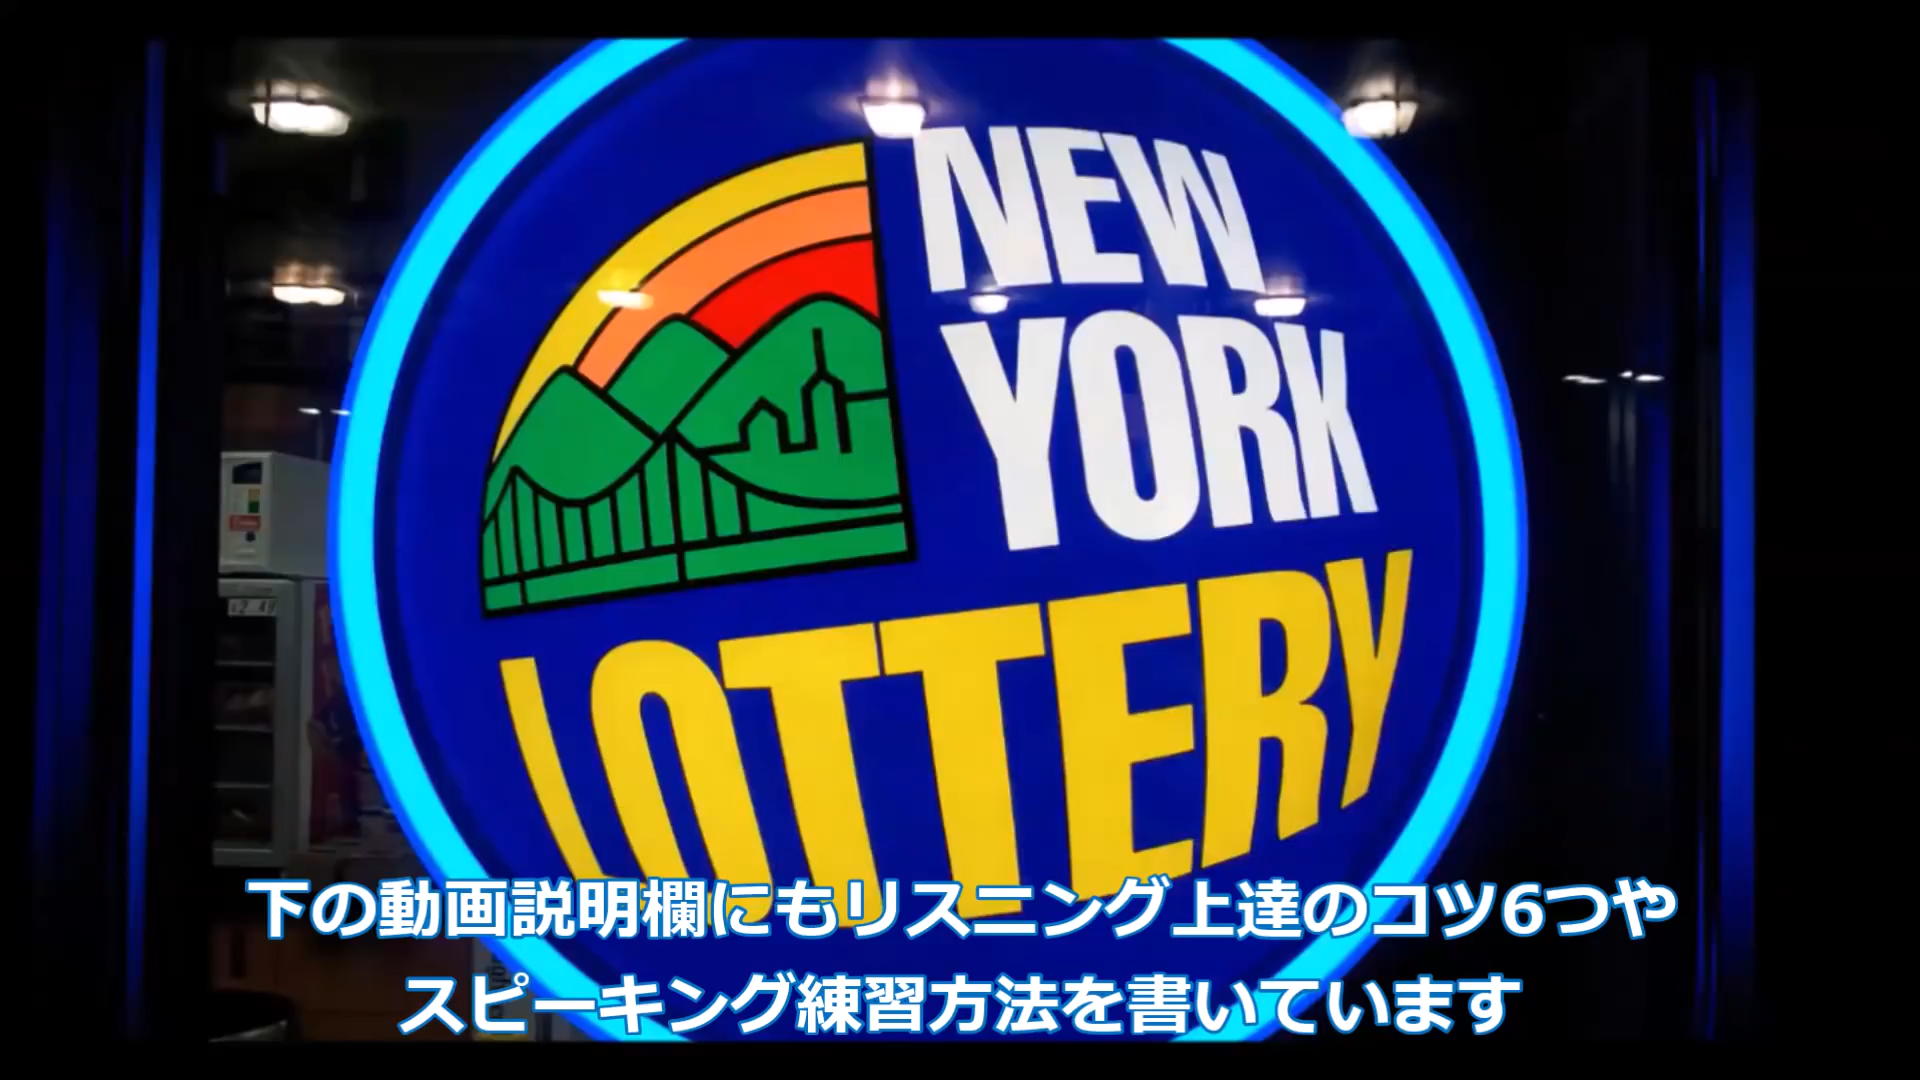 NEW
YORK
LOTTERY
下の動画説明欄にもリスニング上達のコツ6つや
スピーキング練習方法を書いています